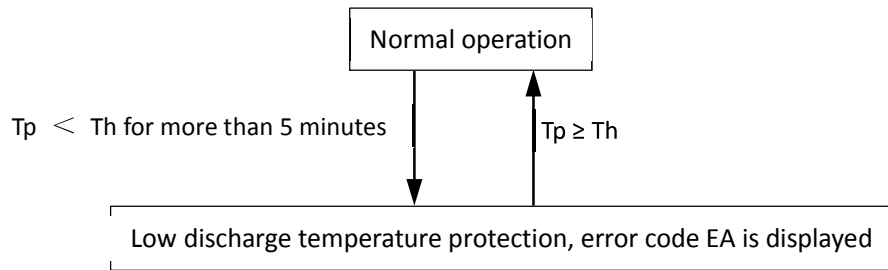 Normal operation
Tp ＜ Th for more than 5 minutes
Tp ≥ Th
Low discharge temperature protection, error code EA is displayed